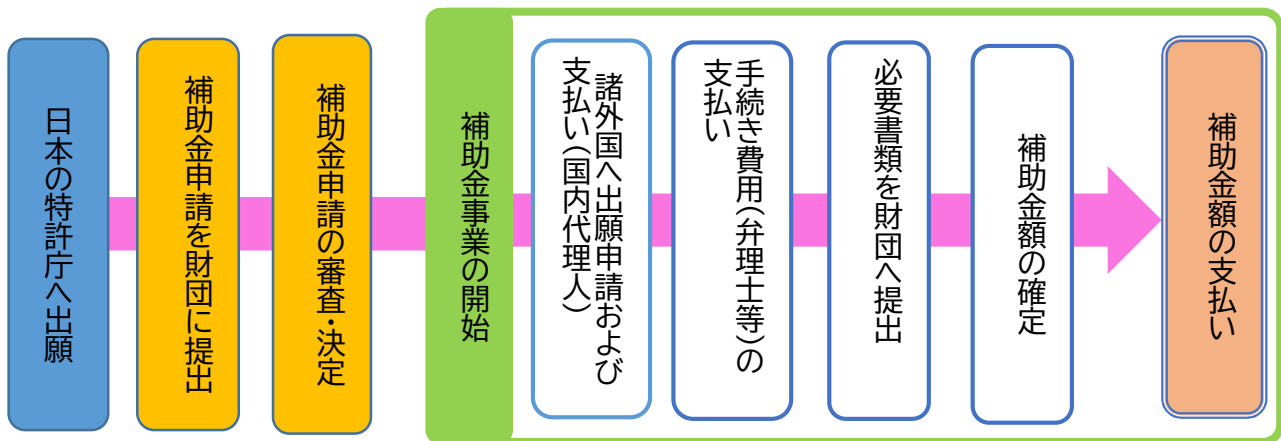 日本の特許庁へ出願
補助金申請を財団に提出
補助金申請の審査・決定
補助金事業の開始
諸外国へ出願申請および
支払い(国内代理人)
手続き費用(弁理士等)の
支払い
必要書類を財団へ提出
補助金額の確定
補助金額の支払い